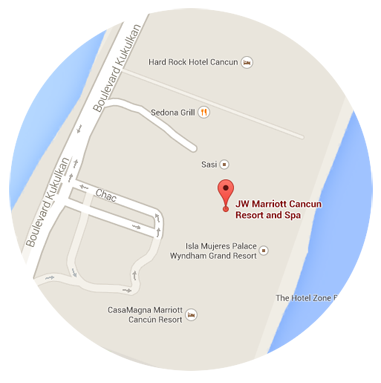 Boulevard Kukulkan
Hard Rock Hotel Cancun
Sedona Grill
Sasi
Boulevard Kukulkan
Chac
JW Marriott Cancun
Resort and Spa
Isla Mujeres Palace
Wyndham Grand Resort
The Hotel Zone
CasaMagna Marriott
Cancún Resort